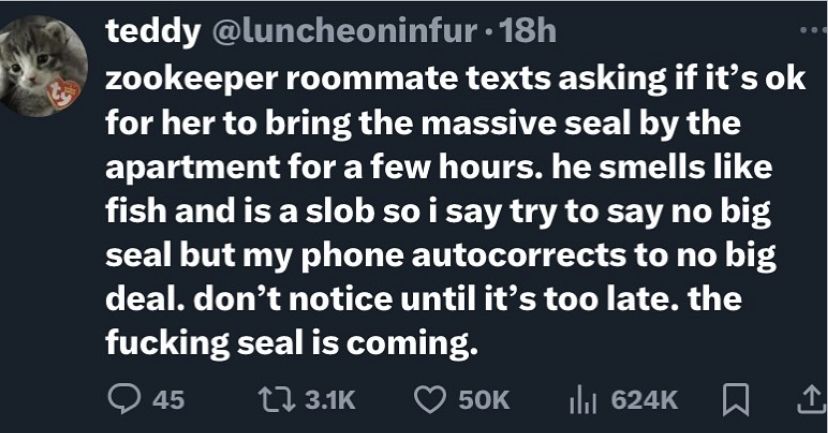 teddy @luncheoninfur · 18h
zookeeper roommate texts asking if it’s ok
for her to bring the massive seal by the
apartment for a few hours. he smells like
fish and is a slob so i say try to say no big
seal but my phone autocorrects to no big
deal. don’t notice until it’s too late. the
fucking seal is coming.
45 3.1K 50K 624K
ty